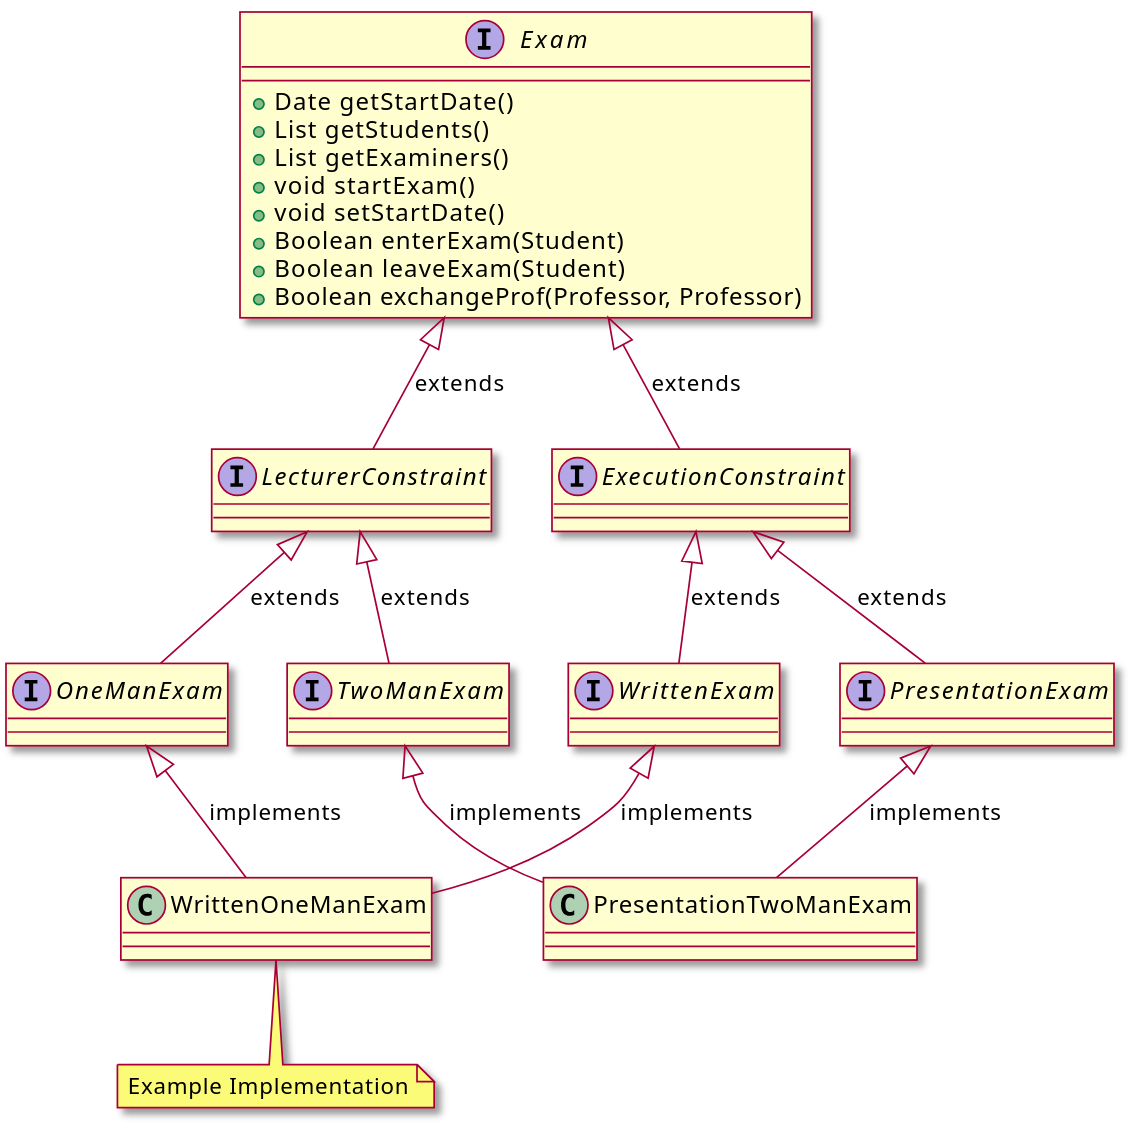 I Exam
Date getStartDate()
List getStudents()
List getExaminers()
void startExam()
void setStartDate()
Boolean enterExam(Student)
Boolean leaveExam(Student)
Boolean exchangeProf(Professor, Professor)
extends extends
I LecturerConstraint I ExecutionConstraint
extends extends extends extends
I OneManExam I TwoManExam I WrittenExam I PresentationExam
implements implements implements implements
C WrittenOneManExam C PresentationTwoManExam
Example Implementation